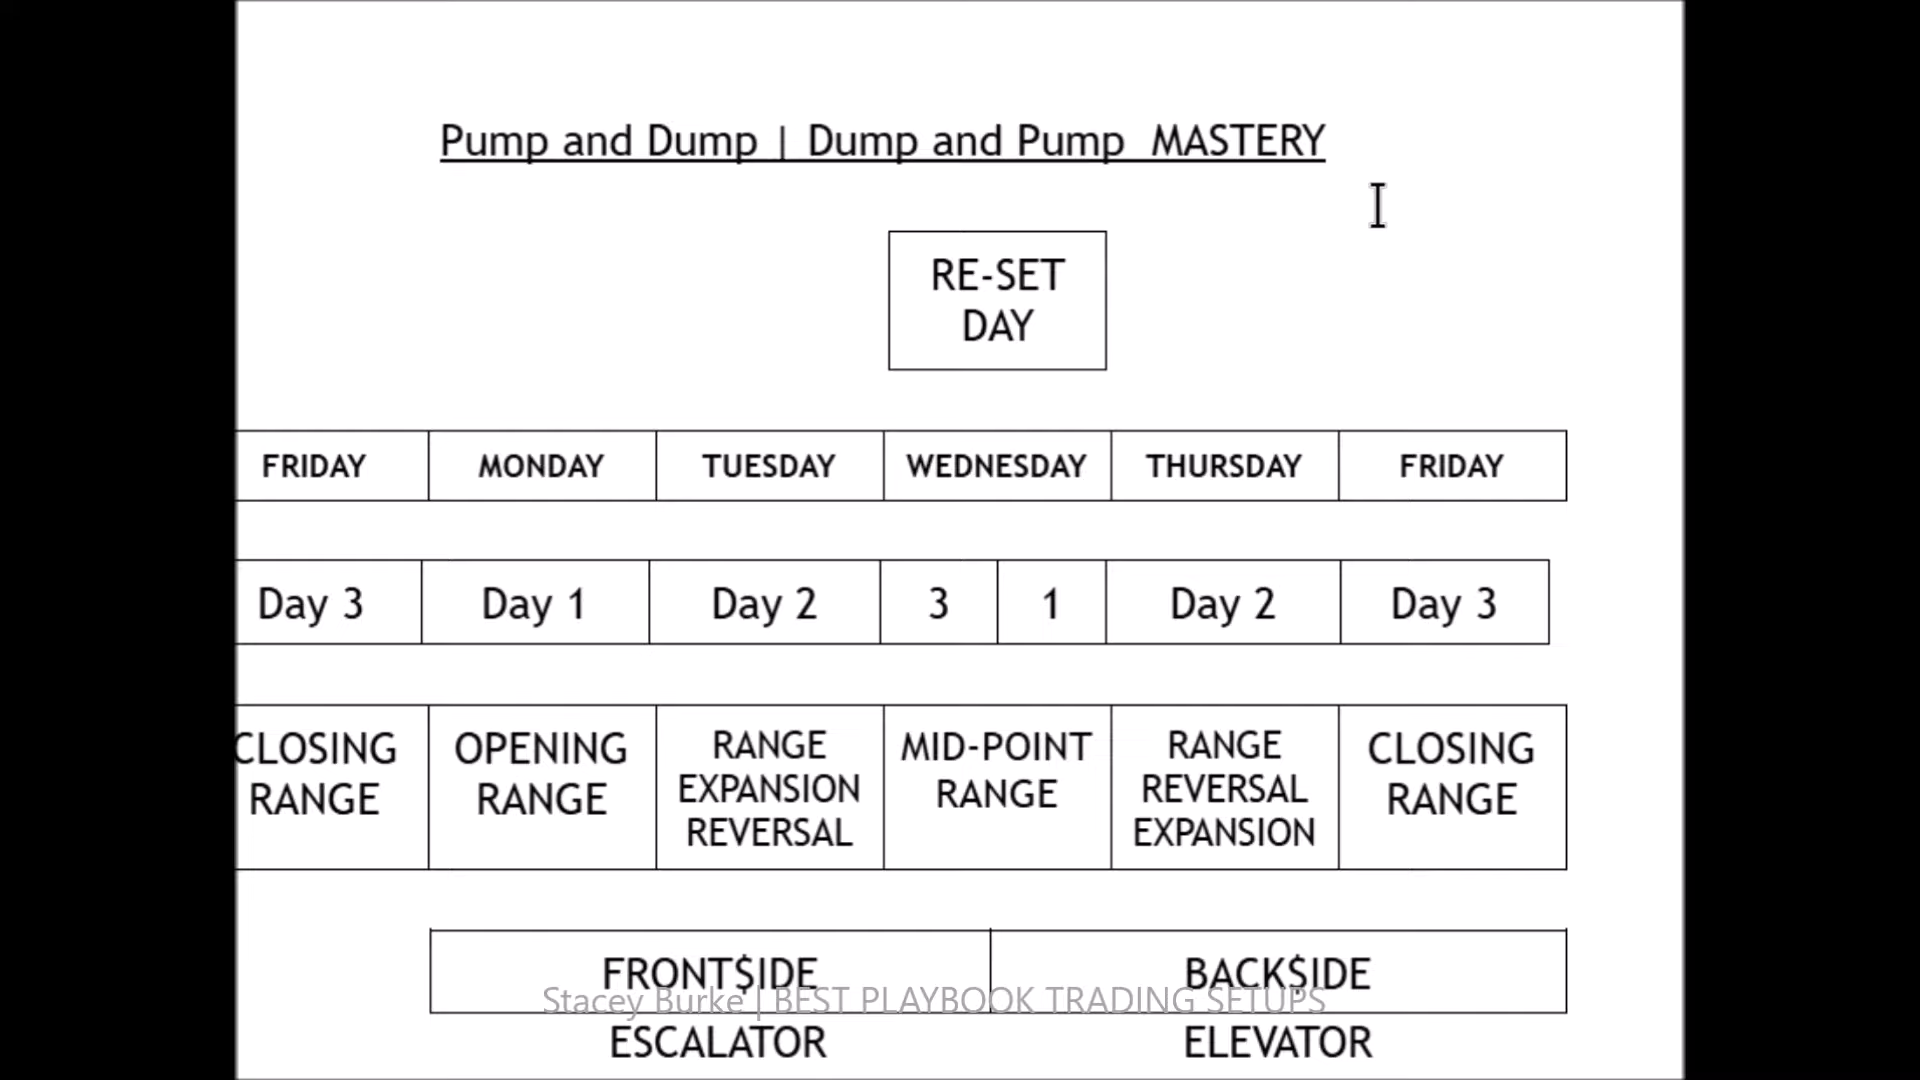 Pump and Dump | Dump and Pump MASTERY
RE-SET
DAY
FRIDAY MONDAY TUESDAY WEDNESDAY THURSDAY FRIDAY
Day 3 Day 1 Day 2 3 1 Day 2 Day 3
CLOSING
RANGE
OPENING
RANGE
RANGE
EXPANSION
REVERSAL
MID-POINT
RANGE
RANGE
REVERSAL
EXPANSION
CLOSING
RANGE
FRONT$IDE BACK$IDE
Stacey Burke | BEST PLAYBOOK TRADING SETUPS
ESCALATOR ELEVATOR